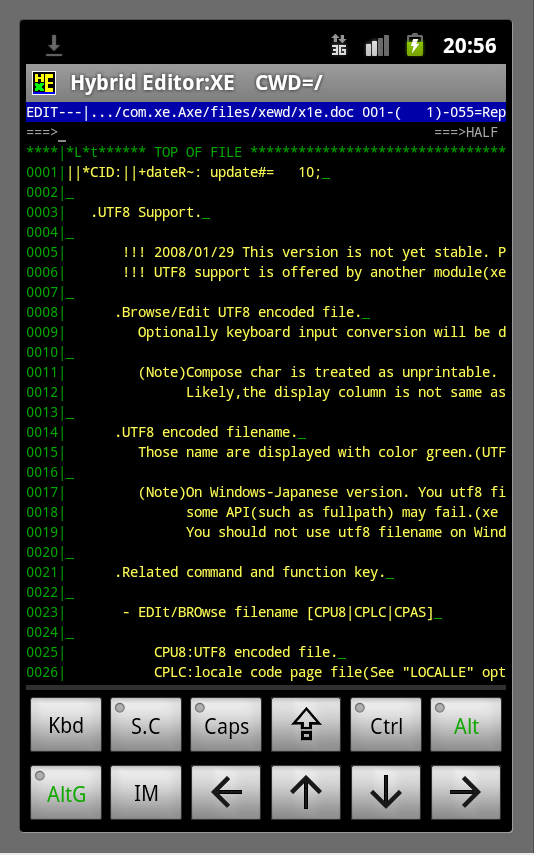 3G 20:56
XE Hybrid Editor:XE CWD=/
EDIT---|.../com.xe.Axe/files/xewd/x1e.doc 001-( 1)-055=Rep
===>_ ===>HALF
****|*L*t****** TOP OF FILE ********************************
0001|||*CID:||+dateR~: update#= 10;_
0002|_
0003| .UTF8 Support._
0004|_
0005| !!! 2008/01/29 This version is not yet stable. P
0006| !!! UTF8 support is offered by another module(xe
0007|_
0008| .Browse/Edit UTF8 encoded file._
0009| Optionally keyboard input conversion will be d
0010|_
0011| (Note)Compose char is treated as unprintable.
0012| Likely,the display column is not same as
0013|_
0014| .UTF8 encoded filename._
0015| Those name are displayed with color green.(UTF
0016|_
0017| (Note)On Windows-Japanese version. You utf8 fi
0018| some API(such as fullpath) may fail.(xe
0019| You should not use utf8 filename on Wind
0020|_
0021| .Related command and function key._
0022|_
0023| - EDIt/BROwse filename [CPU8|CPLC|CPAS]_
0024|_
0025| CPU8:UTF8 encoded file._
0026| CPLC:locale code page file(See "LOCALLE" opt
Kbd S.C Caps Ctrl Alt
AltG IM